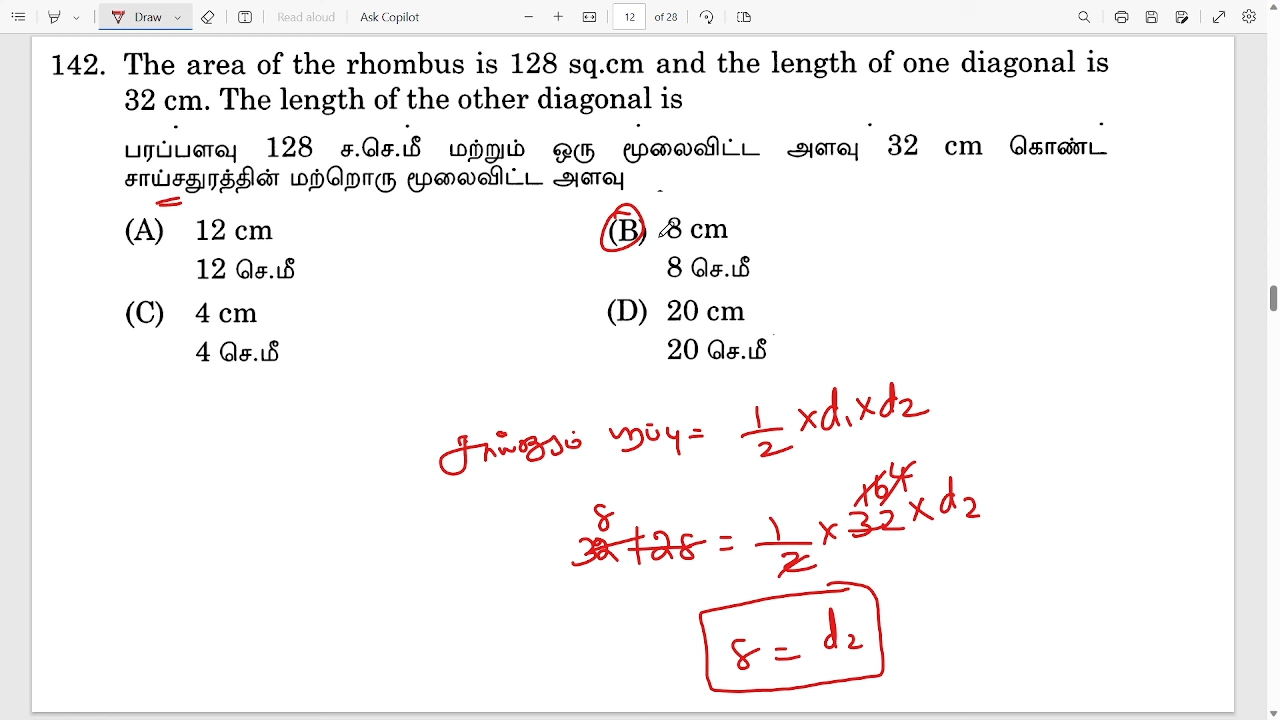 Draw
Read aloud
Ask Copilot
12 of 28
142. The area of the rhombus is 128 sq.cm and the length of one diagonal is
32 cm. The length of the other diagonal is
பரப்பளவு 128 ச.செ.மீ மற்றும் ஒரு மூலைவிட்ட அளவு 32 cm கொண்ட
சாய்சதுரத்தின் மற்றொரு மூலைவிட்ட அளவு
(A) 12 cm
12 செ.மீ
(B) 8 cm
8 செ.மீ
(C) 4 cm
4 செ.மீ
(D) 20 cm
20 செ.மீ
= 1/2 × d1 × d2
8 16 4
128 = 1/2 × 32 × d2
8 = d2